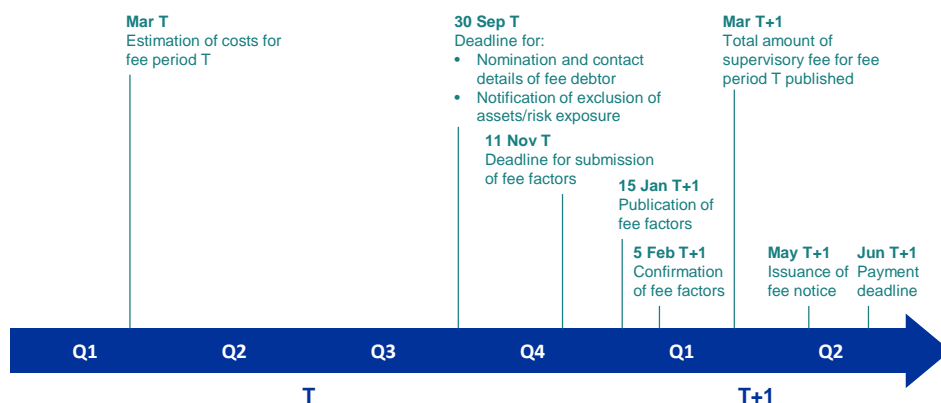 Mar T
Estimation of costs for
fee period T
30 Sep T
Deadline for:
• Nomination and contact
details of fee debtor
• Notification of exclusion of
assets/risk exposure
11 Nov T
Deadline for submission
of fee factors
15 Jan T+1
Publication of
fee factors
5 Feb T+1
Confirmation
of fee factors
Mar T+1
Total amount of
supervisory fee for fee
period T published
May T+1
Issuance of
fee notice
Jun T+1
Payment
deadline
Q1 Q2 Q3 Q4 Q1 Q2
T T+1